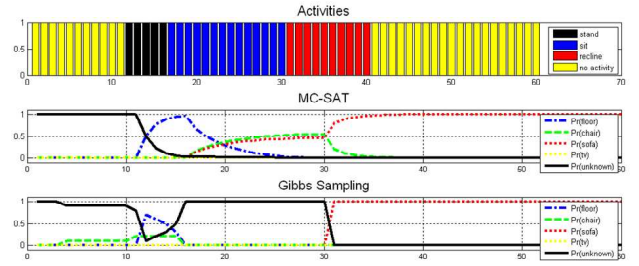 Activities
1
0.5
0
stand
sit
recline
no activity
0 10 20 30 40 50 60 70
MC-SAT
1
0.5
0
Pr(floor)
Pr(chair)
Pr(sofa)
Pr(tv)
Pr(unknown)
0 10 20 30 40 50 60
Gibbs Sampling
1
0.5
0
Pr(floor)
Pr(chair)
Pr(sofa)
Pr(tv)
Pr(unknown)
0 10 20 30 40 50 60